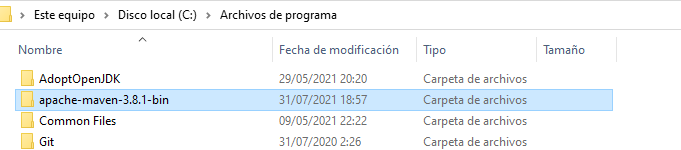 Este equipo > Disco local (C:) > Archivos de programa
Nombre Fecha de modificación Tipo Tamaño
AdoptOpenJDK 29/05/2021 20:20 Carpeta de archivos
apache-maven-3.8.1-bin 31/07/2021 18:57 Carpeta de archivos
Common Files 09/05/2021 22:22 Carpeta de archivos
Git 31/07/2020 2:26 Carpeta de archivos